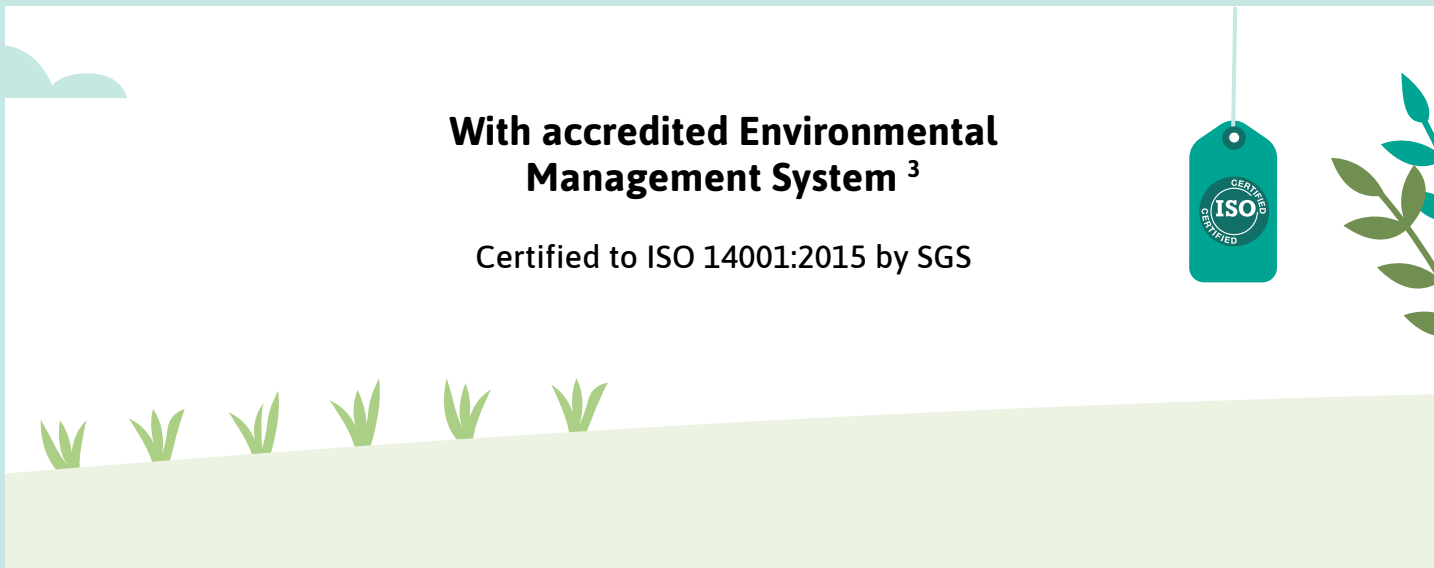 With accredited Environmental
Management System ³
Certified to ISO 14001:2015 by SGS
CERTIFIED
ISO
CERTIFIED